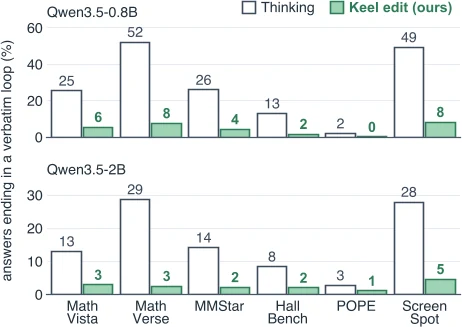 Qwen3.5-0.8B
Thinking
Keel edit (ours)
answers ending in a verbatim loop (%)
60
40
20
0
25
6
52
8
26
4
13
2
2
0
49
8
Qwen3.5-2B
30
20
10
0
13
3
29
3
14
2
8
2
3
1
28
5
Math
Vista
Math
Verse
MMStar
Hall
Bench
POPE
Screen
Spot